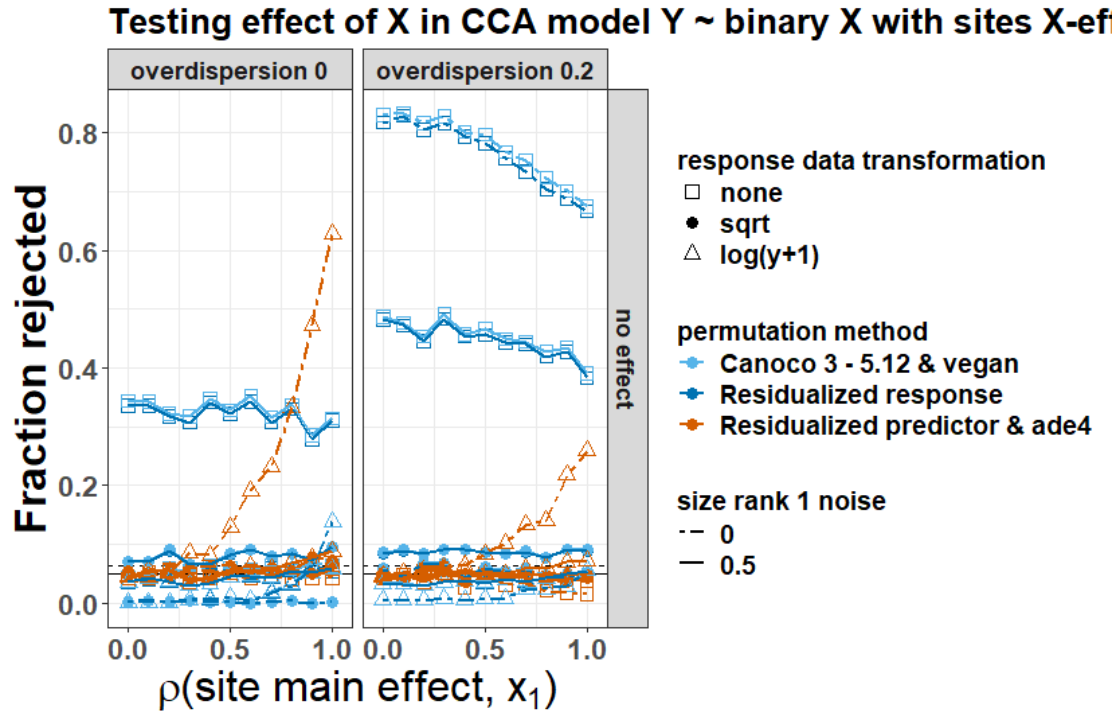 Testing effect of X in CCA model Y ~ binary X with sites X-eff
overdispersion 0
overdispersion 0.2
Fraction rejected
0.8
0.6
0.4
0.2
0.0
no effect
0.0 0.5 1.0
0.0 0.5 1.0
ρ(site main effect, x₁)
response data transformation
none
sqrt
log(y+1)
permutation method
Canoco 3 - 5.12 & vegan
Residualized response
Residualized predictor & ade4
size rank 1 noise
0
0.5